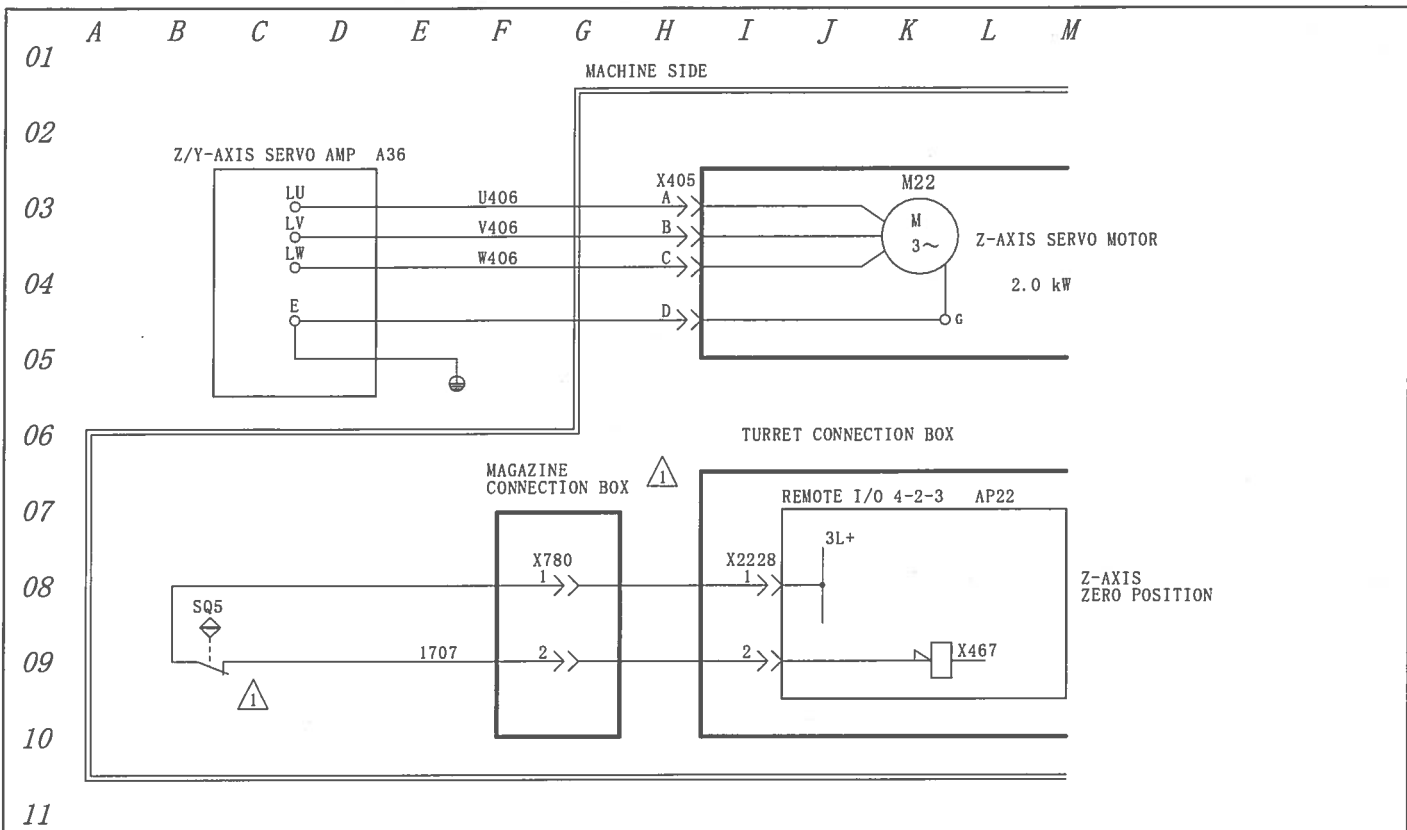 A B C D E F G H I J K L M
01
MACHINE SIDE
02
Z/Y-AXIS SERVO AMP A36
X405
M22
LU
U406
A
03
M
3~
LV
V406
B
Z-AXIS SERVO MOTOR
LW
W406
C
04
2.0 kW
E
D
G
05
06
TURRET CONNECTION BOX
MAGAZINE
CONNECTION BOX
1
REMOTE I/O 4-2-3 AP22
07
3L+
X780
X2228
1
1
08
Z-AXIS
ZERO POSITION
SQ5
09
1707
2
2
X467
1
10
11